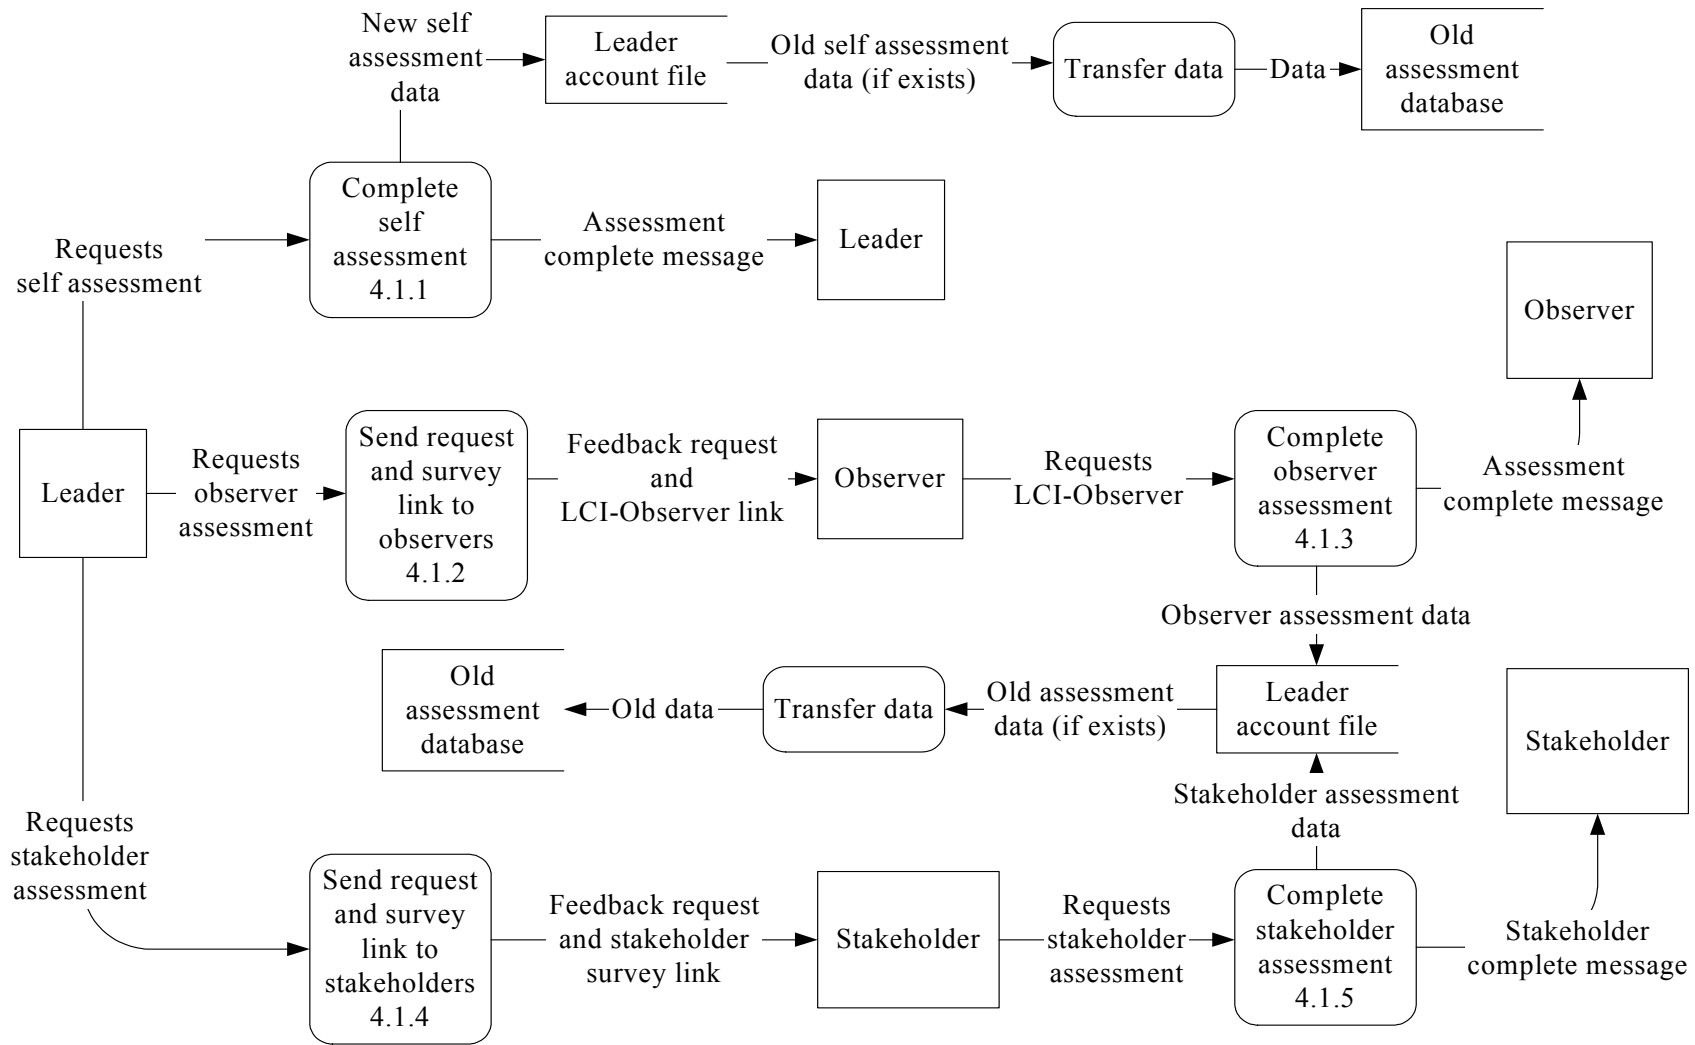 New self
assessment
data
Leader
account file
Old self assessment
data (if exists)
Transfer data
Data
Old
assessment
database
Requests
self assessment
Complete
self
assessment
4.1.1
Assessment
complete message
Leader
Observer
Leader
Requests
observer
assessment
Send request
and survey
link to
observers
4.1.2
Feedback request
and
LCI-Observer link
Observer
Requests
LCI-Observer
Complete
observer
assessment
4.1.3
Assessment
complete message
Observer assessment data
Old
assessment
database
Old data
Transfer data
Old assessment
data (if exists)
Leader
account file
Stakeholder
Stakeholder assessment
data
Requests
stakeholder
assessment
Send request
and survey
link to
stakeholders
4.1.4
Feedback request
and stakeholder
survey link
Stakeholder
Requests
stakeholder
assessment
Complete
stakeholder
assessment
4.1.5
Stakeholder
complete message